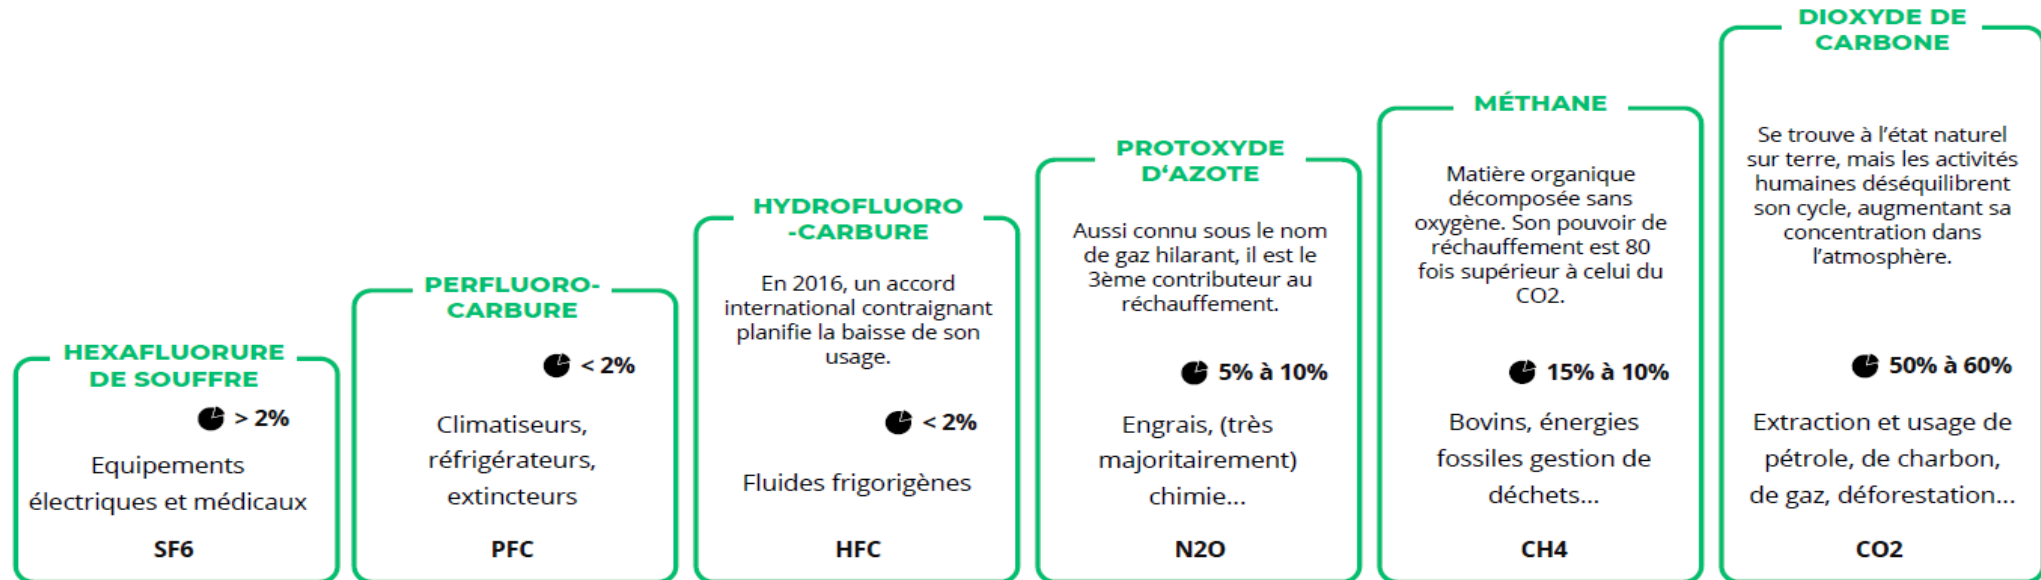 HEXAFLUORURE
DE SOUFFRE
> 2%
Equipements
électriques et médicaux
SF6
PERFLUORO-
CARBURE
< 2%
Climatiseurs,
réfrigérateurs,
extincteurs
PFC
HYDROFLUORO
-CARBURE
En 2016, un accord
international contraignant
planifie la baisse de son
usage.
< 2%
Fluides frigorigènes
HFC
PROTOXYDE
D‘AZOTE
Aussi connu sous le nom
de gaz hilarant, il est le
3ème contributeur au
réchauffement.
5% à 10%
Engrais, (très
majoritairement)
chimie...
N2O
MÉTHANE
Matière organique
décomposée sans
oxygène. Son pouvoir de
réchauffement est 80
fois supérieur à celui du
CO2.
15% à 10%
Bovins, énergies
fossiles gestion de
déchets...
CH4
DIOXYDE DE
CARBONE
Se trouve à l’état naturel
sur terre, mais les activités
humaines déséquilibrent
son cycle, augmentant sa
concentration dans
l’atmosphère.
50% à 60%
Extraction et usage de
pétrole, de charbon,
de gaz, déforestation...
CO2